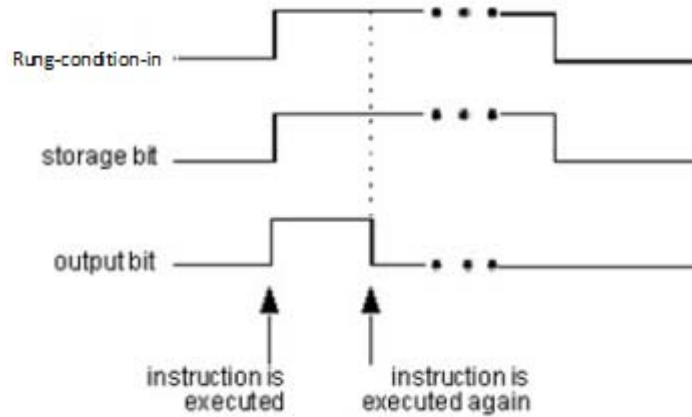 Rung-condition-in
storage bit
output bit
instruction is
executed
instruction is
executed again